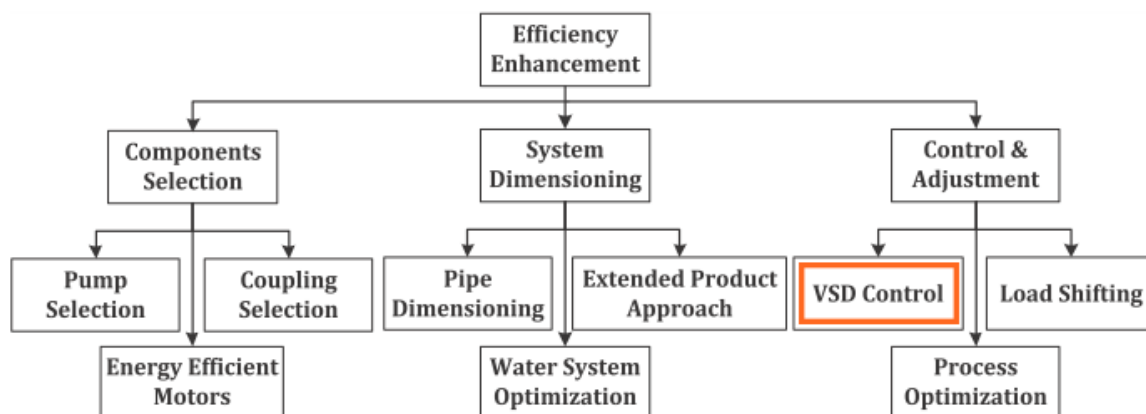 Efficiency
Enhancement
Components
Selection
System
Dimensioning
Control &
Adjustment
Pump
Selection
Coupling
Selection
Pipe
Dimensioning
Extended Product
Approach
VSD Control
Load Shifting
Energy Efficient
Motors
Water System
Optimization
Process
Optimization